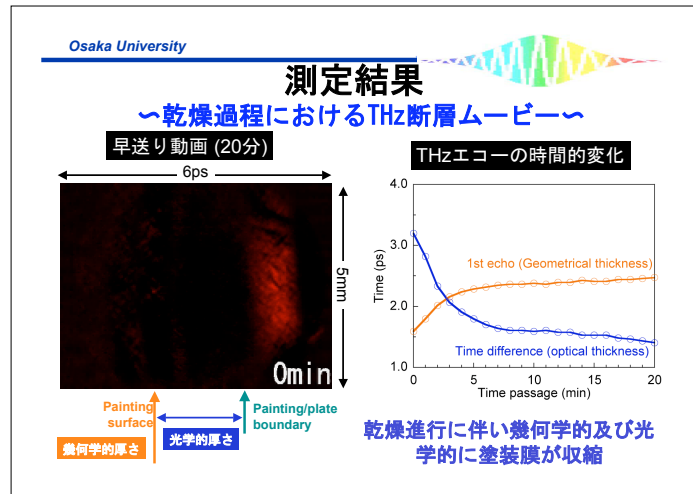 Osaka University
測定結果
～乾燥過程におけるTHz断層ムービー～
早送り動画 (20分)
6ps
5mm
0min
Painting
surface
Painting/plate
boundary
幾何学的厚さ
光学的厚さ
THzエコーの時間的変化
4.0
3.0
2.0
1.0
Time (ps)
1st echo (Geometrical thickness)
Time difference (optical thickness)
0
5
10
15
20
Time passage (min)
乾燥進行に伴い幾何学的及び光
学的に塗装膜が収縮